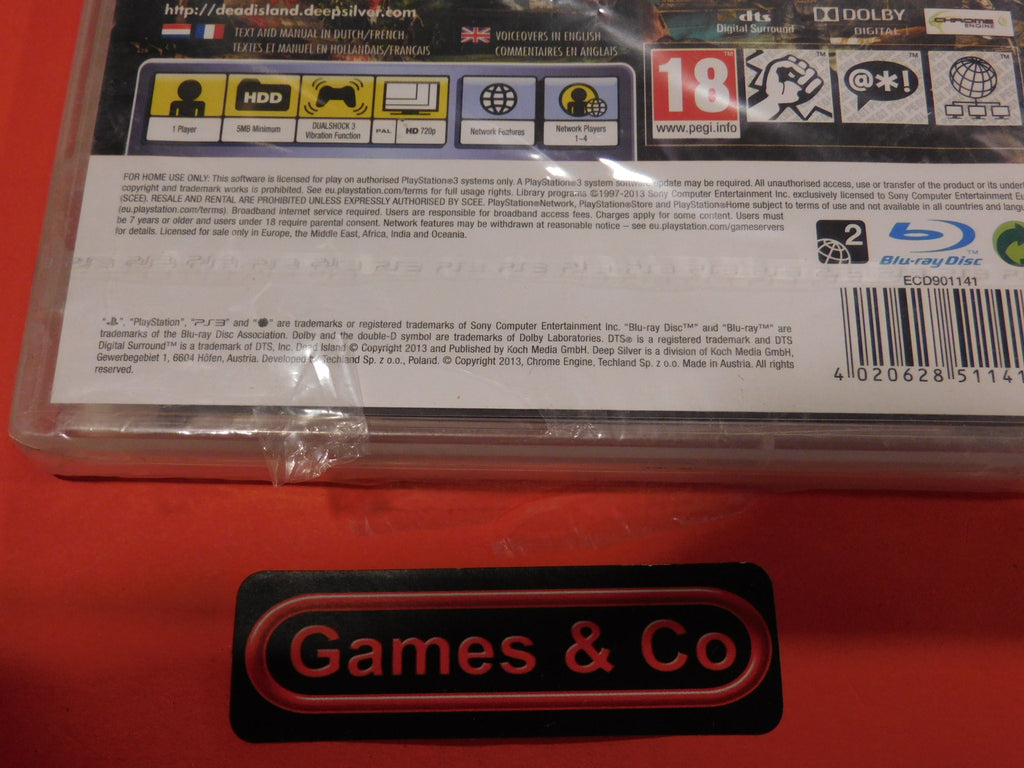 http://deadisland.deepsilver.com
TEXT AND MANUAL IN DUTCH/FRENCH
TEXTES ET MANUEL EN HOLLANDAIS/FRANÇAIS
VOICEOVERS IN ENGLISH
COMMENTAIRES EN ANGLAIS
dts
Digital Surround
DOLBY
DIGITAL
CHROME
ENGINE
1 Player
HDD
5MB Minimum
DUALSHOCK 3
Vibration Function
PAL HD 720p
Network Features
Network Players
1-4
18
www.pegi.info
@*!
FOR HOME USE ONLY: This software is licensed for play on authorised PlayStation®3 systems only. A PlayStation®3 system software update may be required. All unauthorised access, use or transfer of the product or its
copyright and trademark works is prohibited. See eu.playstation.com/terms for full usage rights. Library programs ©1997-2013 Sony Computer Entertainment Inc. exclusively licensed to Sony Computer Entertainment
(SCEE). RESALE AND RENTAL ARE PROHIBITED UNLESS EXPRESSLY AUTHORISED BY SCEE. PlayStation®Network, PlayStation®Store and PlayStation®Home subject to terms of use and not available in all countries and
(eu.playstation.com/terms). Broadband internet service required. Users are responsible for broadband access fees. Charges apply for some content. Users must
be 7 years or older and users under 18 require parental consent. Network features may be withdrawn at reasonable notice – see eu.playstation.com/gameservers
for details. Licensed for sale only in Europe, the Middle East, Africa, India and Oceania.
2
Blu-ray Disc™
ECD901141
"", "PlayStation", "PS3" and "" are trademarks or registered trademarks of Sony Computer Entertainment Inc. "Blu-ray Disc™" and "Blu-ray™" are
trademarks of the Blu-ray Disc Association. Dolby and the double-D symbol are trademarks of Dolby Laboratories. DTS® is a registered trademark and DTS
Digital Surround™ is a trademark of DTS, Inc. Dead Island © Copyright 2013 and Published by Koch Media GmbH. Deep Silver is a division of Koch Media GmbH,
Gewerbegebiet 1, 6604 Höfen, Austria. Developed by Techland Sp. z o.o., Poland. © Copyright 2013, Chrome Engine, Techland Sp. z o.o. Made in Austria. All rights
reserved.
4 020628 51141
Games & Co